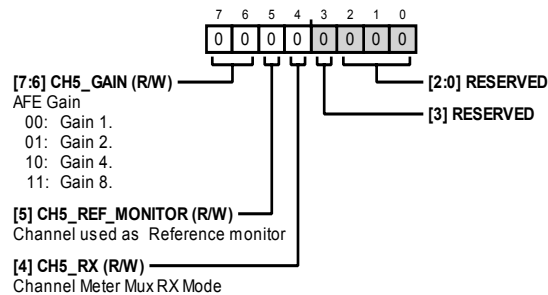 7 6 5 4 3 2 1 0
0 0 0 0 0 0 0 0
[7:6] CH5_GAIN (R/W)
AFE Gain
00: Gain 1.
01: Gain 2.
10: Gain 4.
11: Gain 8.
[5] CH5_REF_MONITOR (R/W)
Channel used as Reference monitor
[4] CH5_RX (R/W)
Channel Meter Mux RX Mode
[2:0] RESERVED
[3] RESERVED